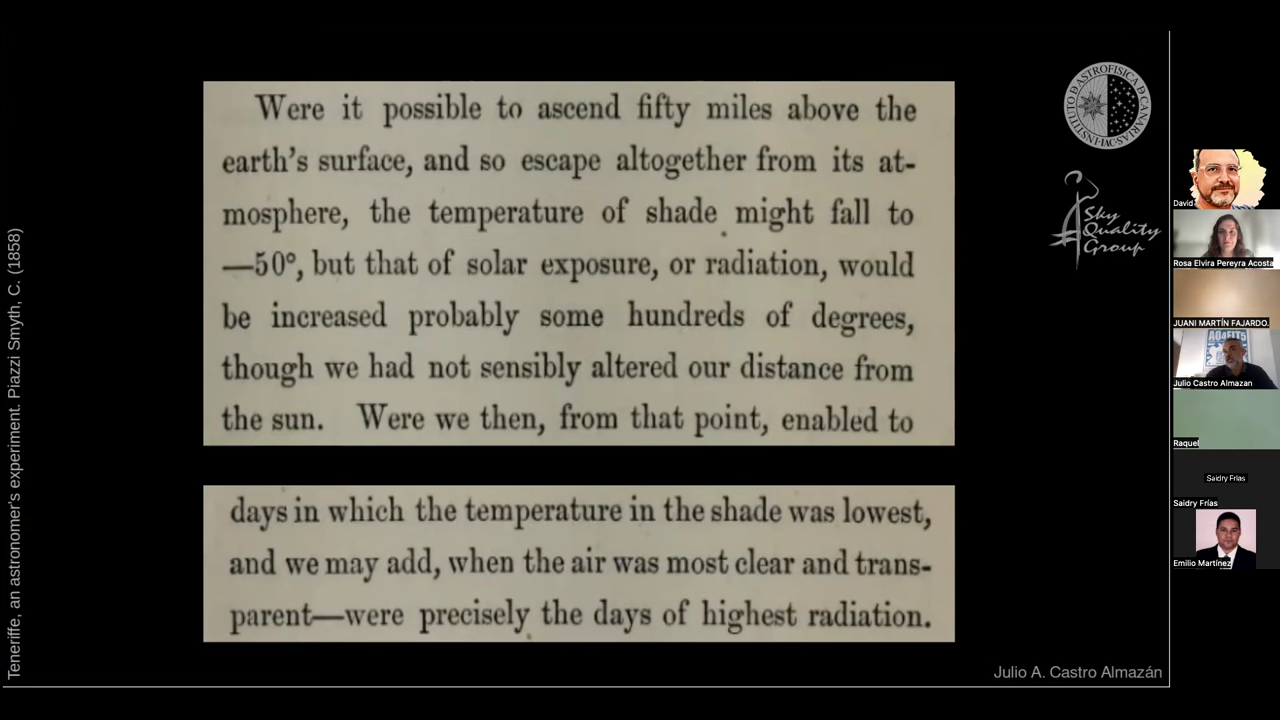 Were it possible to ascend fifty miles above the
earth's surface, and so escape altogether from its at-
mosphere, the temperature of shade might fall to
—50°, but that of solar exposure, or radiation, would
be increased probably some hundreds of degrees,
though we had not sensibly altered our distance from
the sun. Were we then, from that point, enabled to
days in which the temperature in the shade was lowest,
and we may add, when the air was most clear and trans-
parent—were precisely the days of highest radiation.
Teneriffe, an astronomer's experiment. Piazzi Smyth, C. (1858)
INSTITUTO D ASTROFISICA D CANARIAS·IAC·
Sky
Quality
Group
Julio A. Castro Almazán
David
Rosa Elvira Pereyra Acosta
JUANI MARTÍN FAJARDO.
Julio Castro Almazan
Raquel
Saidry Frías
Saidry Frías
Emilio Martínez